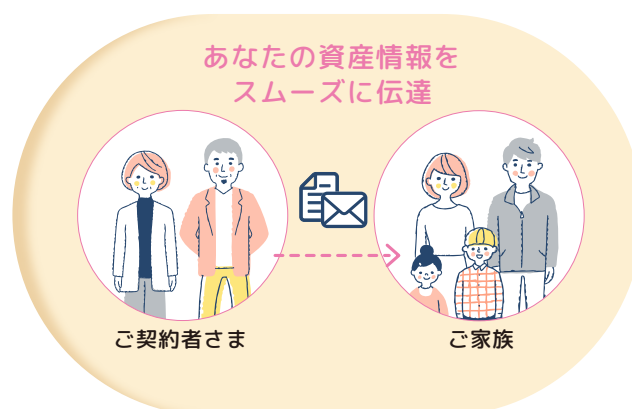 あなたの資産情報を
スムーズに伝達
ご契約者さま
ご家族